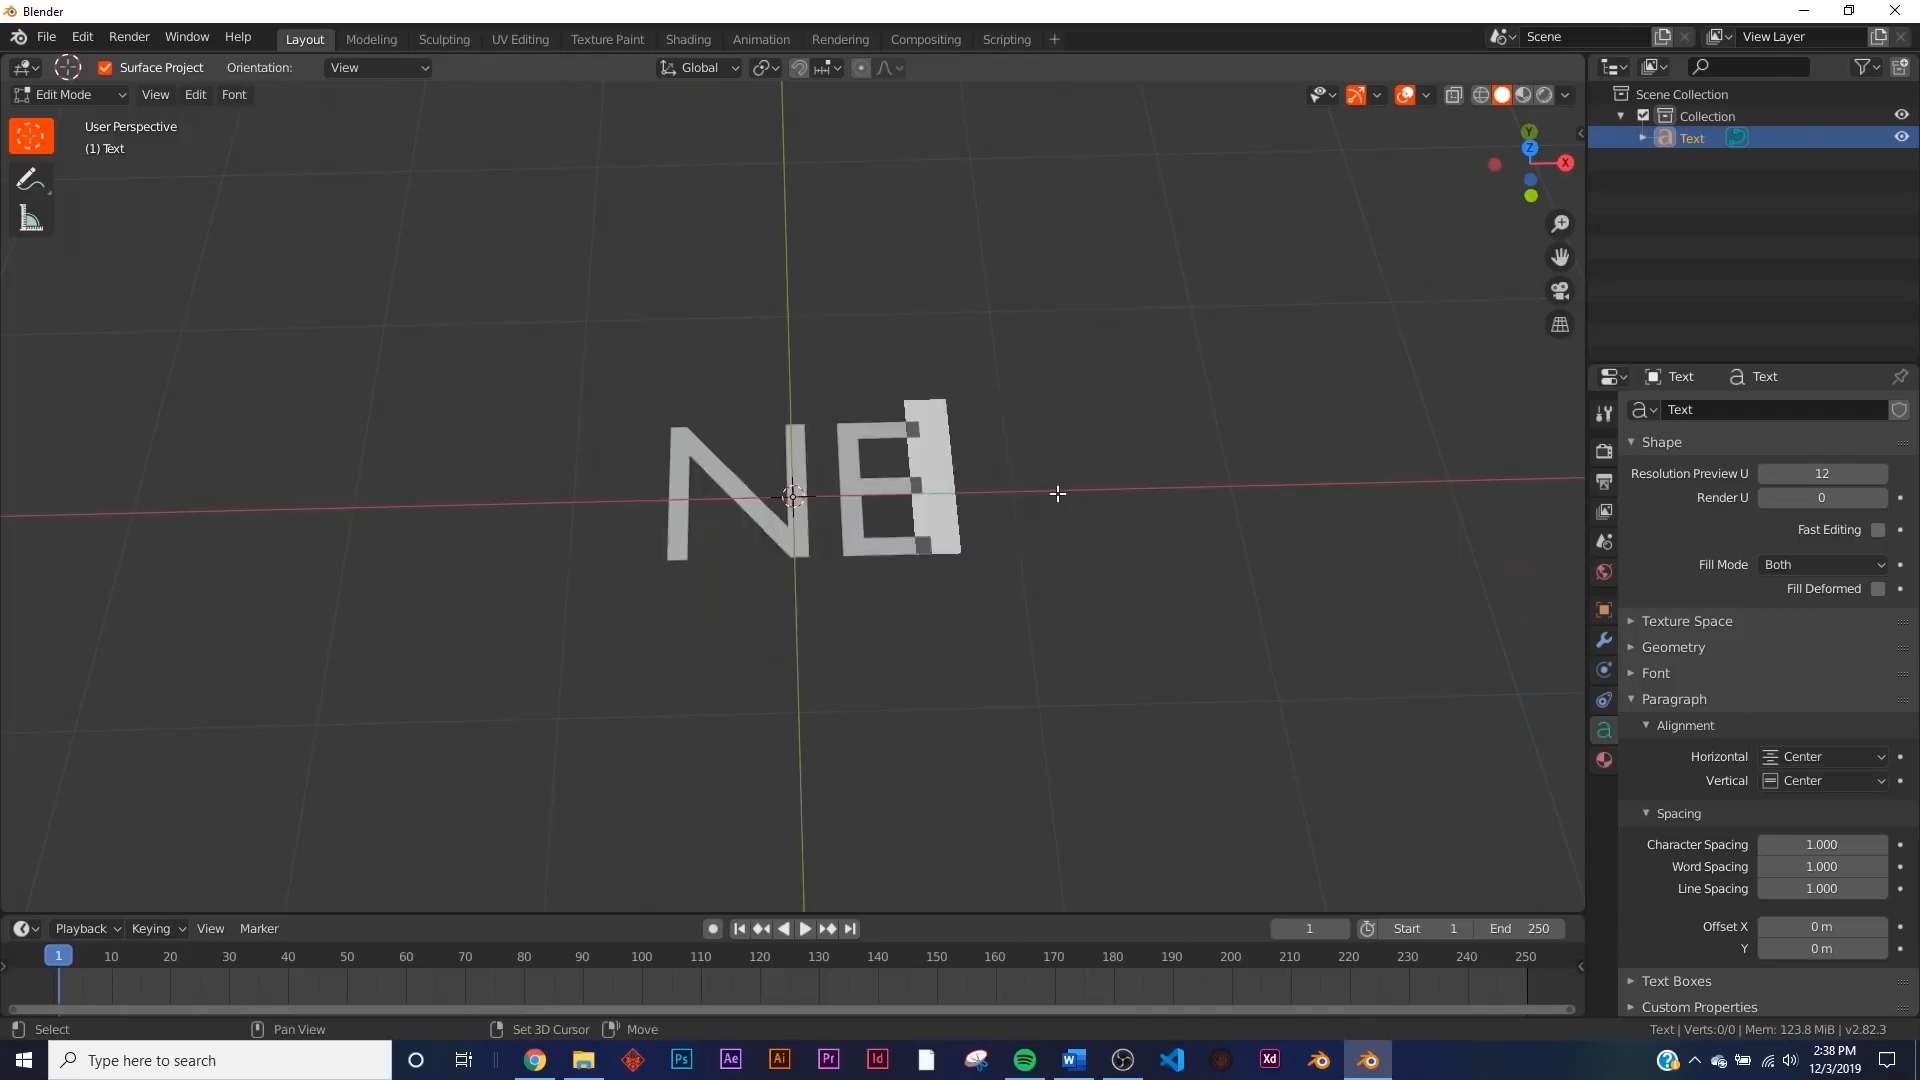 Blender
File Edit Render Window Help
Layout Modeling Sculpting UV Editing Texture Paint Shading Animation Rendering Compositing Scripting +
Scene
View Layer
Surface Project Orientation: View
Global
Edit Mode View Edit Font
User Perspective
(1) Text
NE
Y
Z
X
Scene Collection
Collection
Text
Text Text
Text
Shape
Resolution Preview U 12
Render U 0
Fast Editing
Fill Mode Both
Fill Deformed
Texture Space
Geometry
Font
Paragraph
Alignment
Horizontal Center
Vertical Center
Spacing
Character Spacing 1.000
Word Spacing 1.000
Line Spacing 1.000
Offset X 0 m
Y 0 m
Text Boxes
Custom Properties
Playback Keying View Marker
1 Start 1 End 250
1 10 20 30 40 50 60 70 80 90 100 110 120 130 140 150 160 170 180 190 200 210 220 230 240 250
Select Pan View Set 3D Cursor Move
Text | Verts:0/0 | Mem: 123.8 MiB | v2.82.3
Type here to search
Ps Ae Ai Pr Id W Xd
2:38 PM
12/3/2019